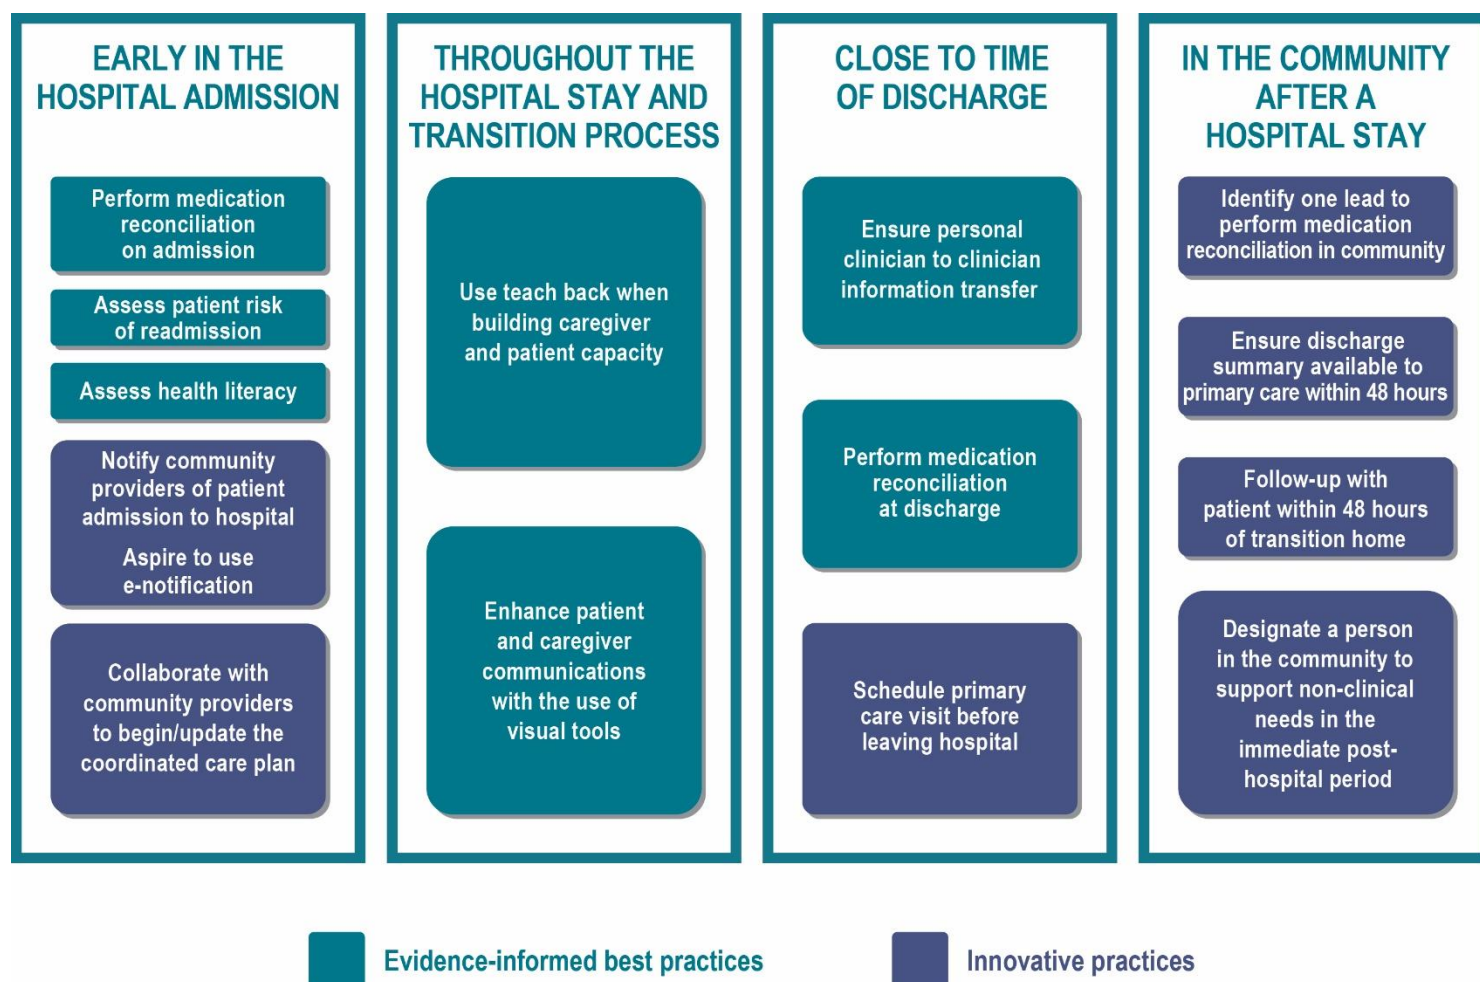 EARLY IN THE
HOSPITAL ADMISSION
Perform medication
reconciliation
on admission
Assess patient risk
of readmission
Assess health literacy
Notify community
providers of patient
admission to hospital
Aspire to use
e-notification
Collaborate with
community providers
to begin/update the
coordinated care plan
THROUGHOUT THE
HOSPITAL STAY AND
TRANSITION PROCESS
Use teach back when
building caregiver
and patient capacity
Enhance patient
and caregiver
communications
with the use of
visual tools
CLOSE TO TIME
OF DISCHARGE
Ensure personal
clinician to clinician
information transfer
Perform medication
reconciliation
at discharge
Schedule primary
care visit before
leaving hospital
IN THE COMMUNITY
AFTER A
HOSPITAL STAY
Identify one lead to
perform medication
reconciliation in community
Ensure discharge
summary available to
primary care within 48 hours
Follow-up with
patient within 48 hours
of transition home
Designate a person
in the community to
support non-clinical
needs in the
immediate post-
hospital period
Evidence-informed best practices
Innovative practices